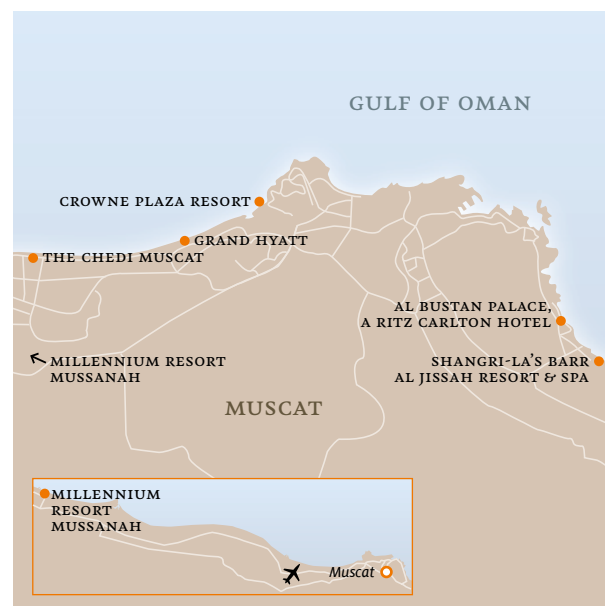 GULF OF OMAN
CROWNE PLAZA RESORT
GRAND HYATT
THE CHEDI MUSCAT
AL BUSTAN PALACE,
A RITZ CARLTON HOTEL
MILLENNIUM RESORT
MUSSANAH
SHANGRI-LA'S BARR
AL JISSAH RESORT & SPA
MUSCAT
MILLENNIUM
RESORT
MUSSANAH
Muscat